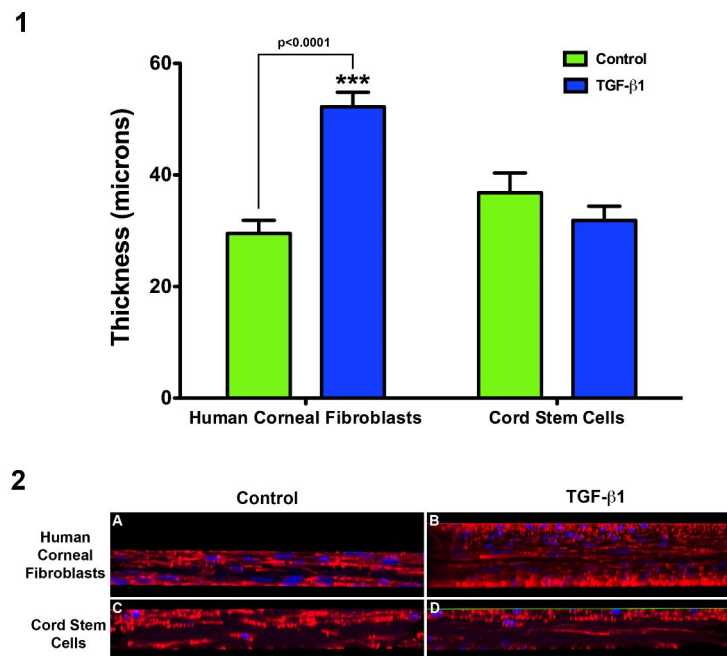 1
p<0.0001
***
Control
TGF-β1
60
40
20
0
Thickness (microns)
Human Corneal Fibroblasts
Cord Stem Cells
2
Control
TGF-β1
Human
Corneal
Fibroblasts
A
B
Cord Stem
Cells
C
D